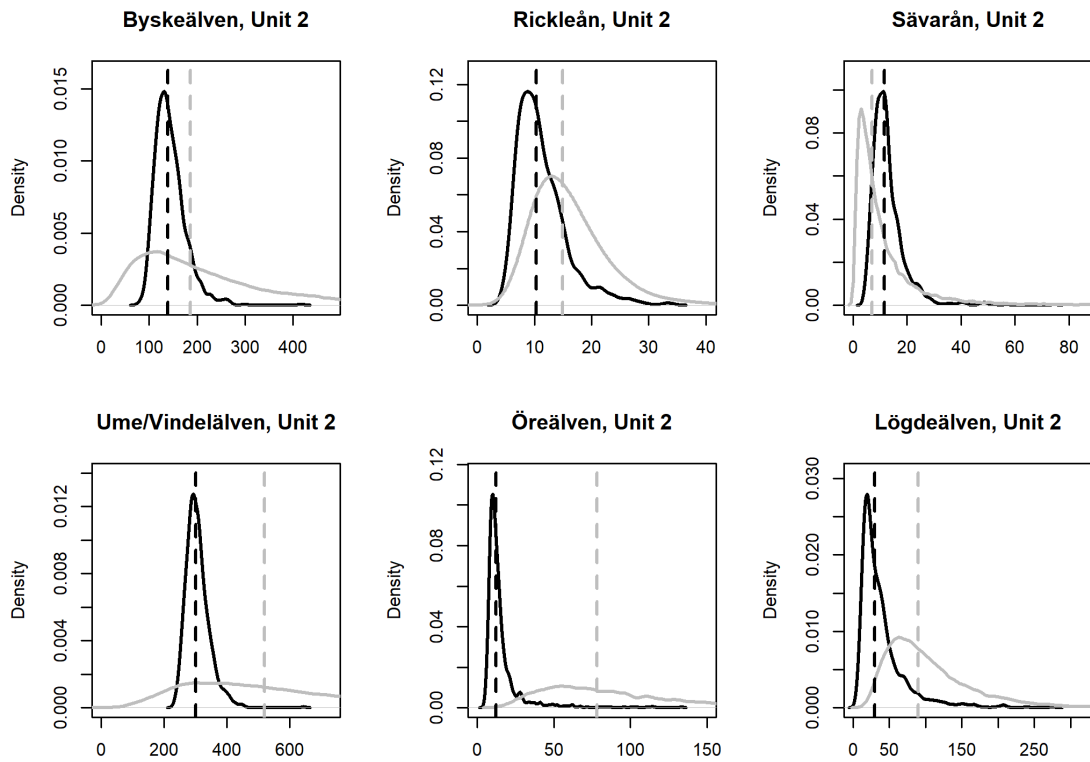 Byskeälven, Unit 2
Rickleån, Unit 2
Sävarån, Unit 2
Density
0.000 0.005 0.010 0.015
0 100 200 300 400
Density
0.00 0.04 0.08 0.12
0 10 20 30 40
Density
0.00 0.04 0.08
0 20 40 60 80
Ume/Vindelälven, Unit 2
Öreälven, Unit 2
Lögdeälven, Unit 2
Density
0.000 0.004 0.008 0.012
0 200 400 600
Density
0.00 0.04 0.08 0.12
0 50 100 150
Density
0.000 0.010 0.020 0.030
0 50 150 250